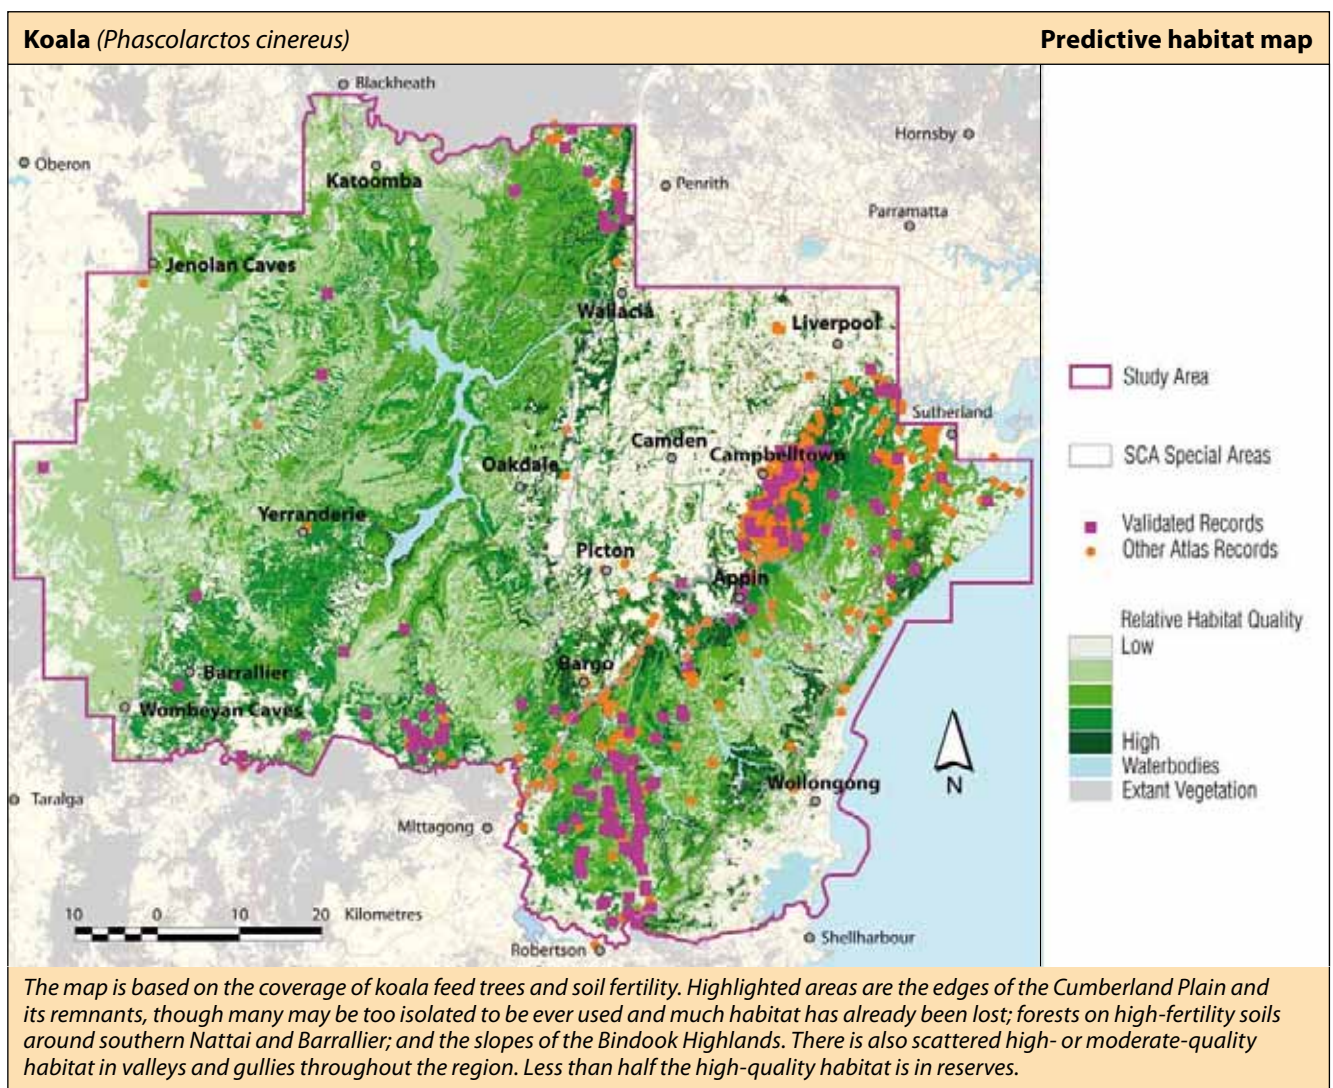 Koala (Phascolarctos cinereus) Predictive habitat map
Blackheath
Hornsby
Oberon
Katoomba
Penrith
Parramatta
Jenolan Caves
Wallacia
Liverpool
Study Area
Sutherland
Camden
Campbelltown
SCA Special Areas
Oakdale
Yerranderie
Validated Records
Other Atlas Records
Picton
Appin
Relative Habitat Quality
Low
Bargo
Barrallier
Wombeyan Caves
High
Waterbodies
Extant Vegetation
N
Wollongong
Taralga
Mittagong
10 0 10 20 Kilometres
Robertson
Shellharbour
The map is based on the coverage of koala feed trees and soil fertility. Highlighted areas are the edges of the Cumberland Plain and
its remnants, though many may be too isolated to be ever used and much habitat has already been lost; forests on high-fertility soils
around southern Nattai and Barrallier; and the slopes of the Bindook Highlands. There is also scattered high- or moderate-quality
habitat in valleys and gullies throughout the region. Less than half the high-quality habitat is in reserves.